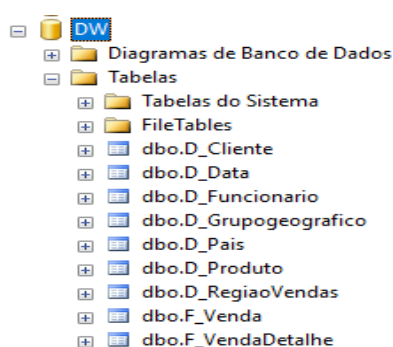 DW
Diagramas de Banco de Dados
Tabelas
Tabelas do Sistema
FileTables
dbo.D_Cliente
dbo.D_Data
dbo.D_Funcionario
dbo.D_Grupogeografico
dbo.D_Pais
dbo.D_Produto
dbo.D_RegiaoVendas
dbo.F_Venda
dbo.F_VendaDetalhe